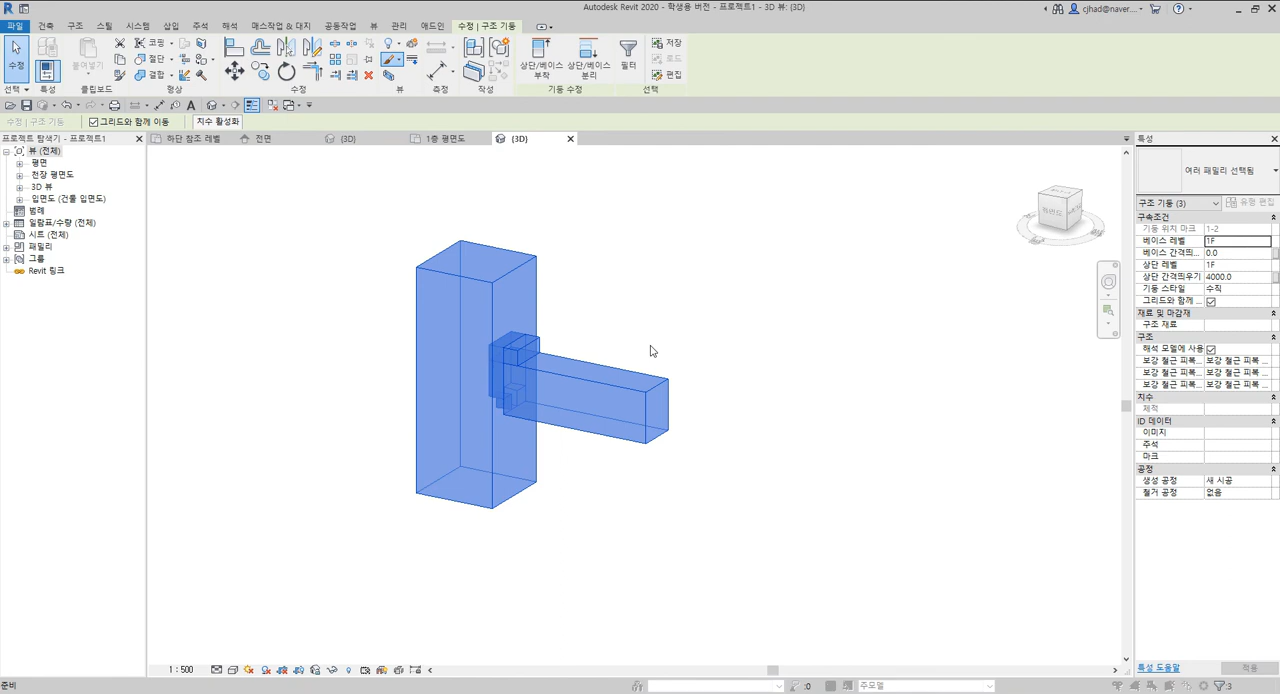 Autodesk Revit 2020 - 학생용 버전 - 프로젝트1 - 3D 뷰: {3D}
cjhad@naver....
파일 건축 구조 스틸 시스템 삽입 주석 해석 매스작업 & 대지 공동작업 뷰 관리 애드인 수정 | 구조 기둥
수정 붙여넣기 코핑 절단 결합 상단/베이스 부착 상단/베이스 분리 필터 저장 로드 편집
선택 특성 클립보드 형상 수정 뷰 측정 작성 기둥 수정 선택
수정 | 구조 기둥 그리드와 함께 이동 지수 활성화
프로젝트 탐색기 - 프로젝트1
하단 참조 레벨 전면 {3D} 1층 평면도 {3D}
뷰 (전체)
평면
천장 평면도
3D 뷰
입면도 (건물 입면도)
범례
일람표/수량 (전체)
시트 (전체)
패밀리
그룹
Revit 링크
특성
여러 패밀리 선택됨
구조 기둥 (3) 유형 편집
구속조건
기둥 위치 마크 1-2
베이스 레벨 1F
베이스 간격띄... 0.0
상단 레벨 1F
상단 간격띄우기 4000.0
기둥 스타일 수직
그리드와 함께 ...
재료 및 마감재
구조 재료
구조
해석 모델에 사용
보강 철근 피복... 보강 철근 피복 ...
보강 철근 피복... 보강 철근 피복 ...
보강 철근 피복... 보강 철근 피복 ...
치수
체적
ID 데이터
이미지
주석
마크
공정
생성 공정 새 시공
철거 공정 없음
특성 도움말 적용
1 : 500
준비
:0 주모델 :3